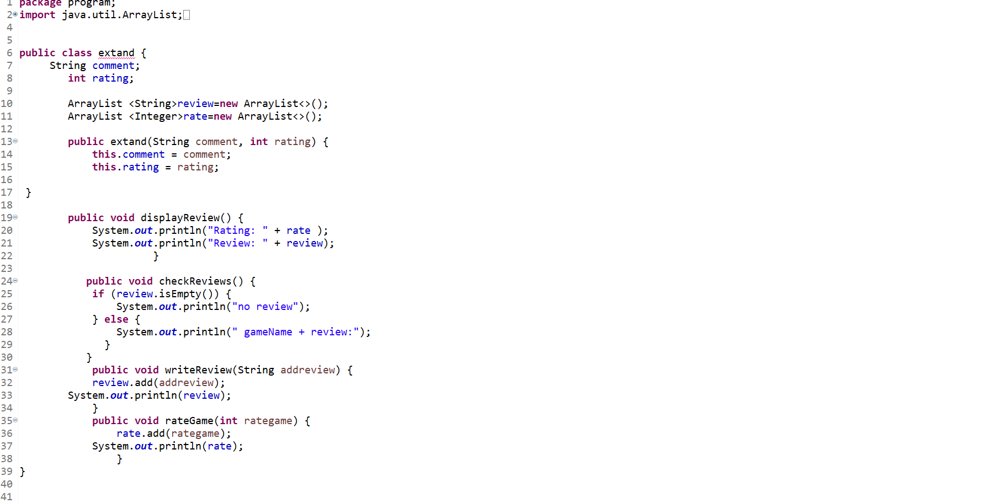 1 package program;
2 import java.util.ArrayList;
4
5
6 public class extand {
7 String comment;
8 int rating;
9
10 ArrayList <String>review=new ArrayList<>();
11 ArrayList <Integer>rate=new ArrayList<>();
12
13 public extand(String comment, int rating) {
14 this.comment = comment;
15 this.rating = rating;
16
17 }
18
19 public void displayReview() {
20 System.out.println("Rating: " + rate );
21 System.out.println("Review: " + review);
22 }
23
24 public void checkReviews() {
25 if (review.isEmpty()) {
26 System.out.println("no review");
27 } else {
28 System.out.println(" gameName + review:");
29 }
30 }
31 public void writeReview(String addreview) {
32 review.add(addreview);
33 System.out.println(review);
34 }
35 public void rateGame(int rategame) {
36 rate.add(rategame);
37 System.out.println(rate);
38 }
39 }
40
41